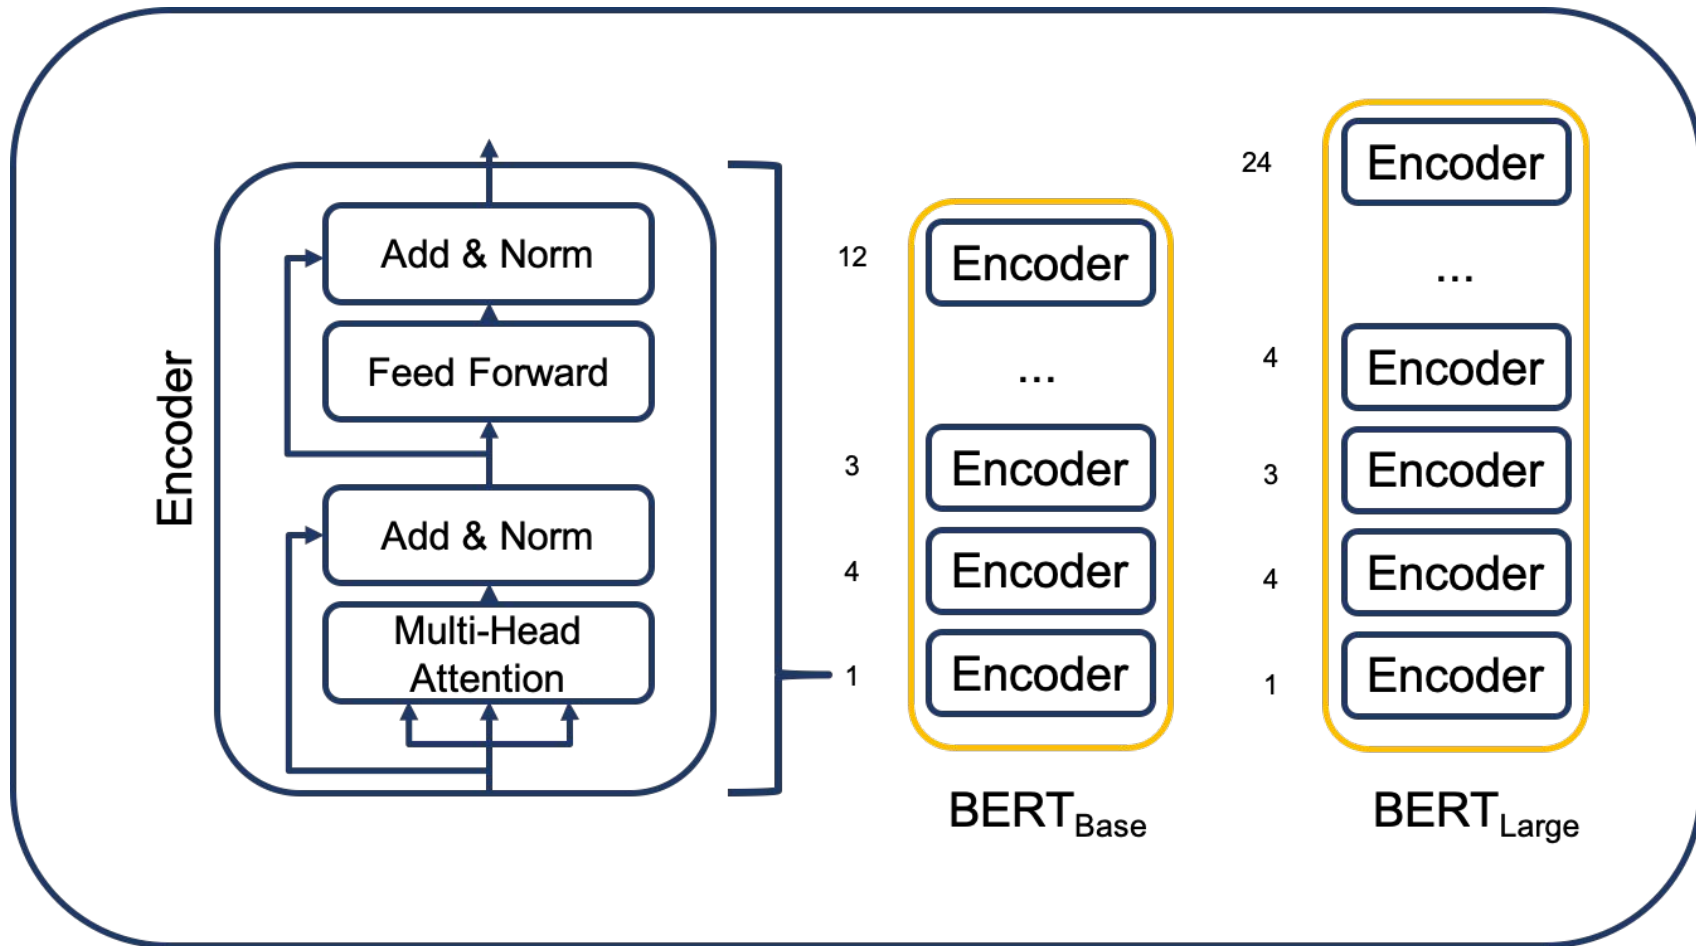 Encoder
Add & Norm
Feed Forward
Add & Norm
Multi-Head
Attention
12
Encoder
...
3
Encoder
4
Encoder
1
Encoder
BERTBase
24
Encoder
...
4
Encoder
3
Encoder
4
Encoder
1
Encoder
BERTLarge